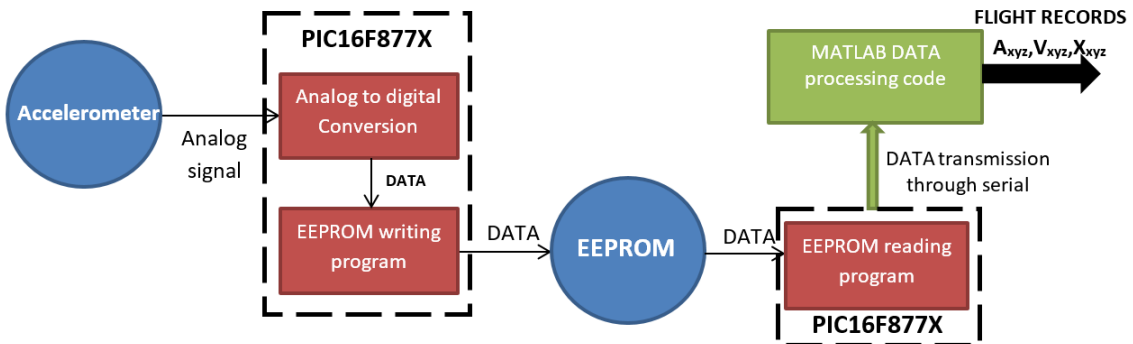 Accelerometer
Analog
signal
PIC16F877X
Analog to digital
Conversion
DATA
EEPROM writing
program
DATA
EEPROM
DATA
EEPROM reading
program
PIC16F877X
DATA transmission
through serial
MATLAB DATA
processing code
FLIGHT RECORDS
Axyz,Vxyz,Xxyz